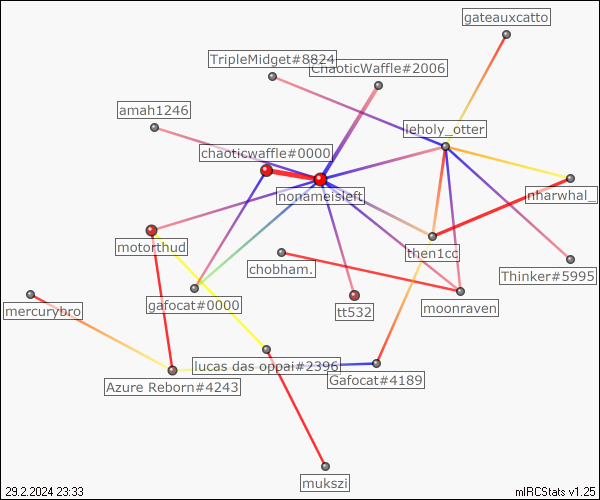 gateauxcatto
TripleMidget#8824
ChaoticWaffle#2006
amah1246
leholy_otter
chaoticwaffle#0000
nonameisleft
nharwhal_
motorthud
then1cc
chobham.
Thinker#5995
mercurybro
gafocat#0000
tt532
moonraven
lucas das oppai#2396
Azure Reborn#4243
Gafocat#4189
mukszi
29.2.2024 23:33
mIRCStats v1.25